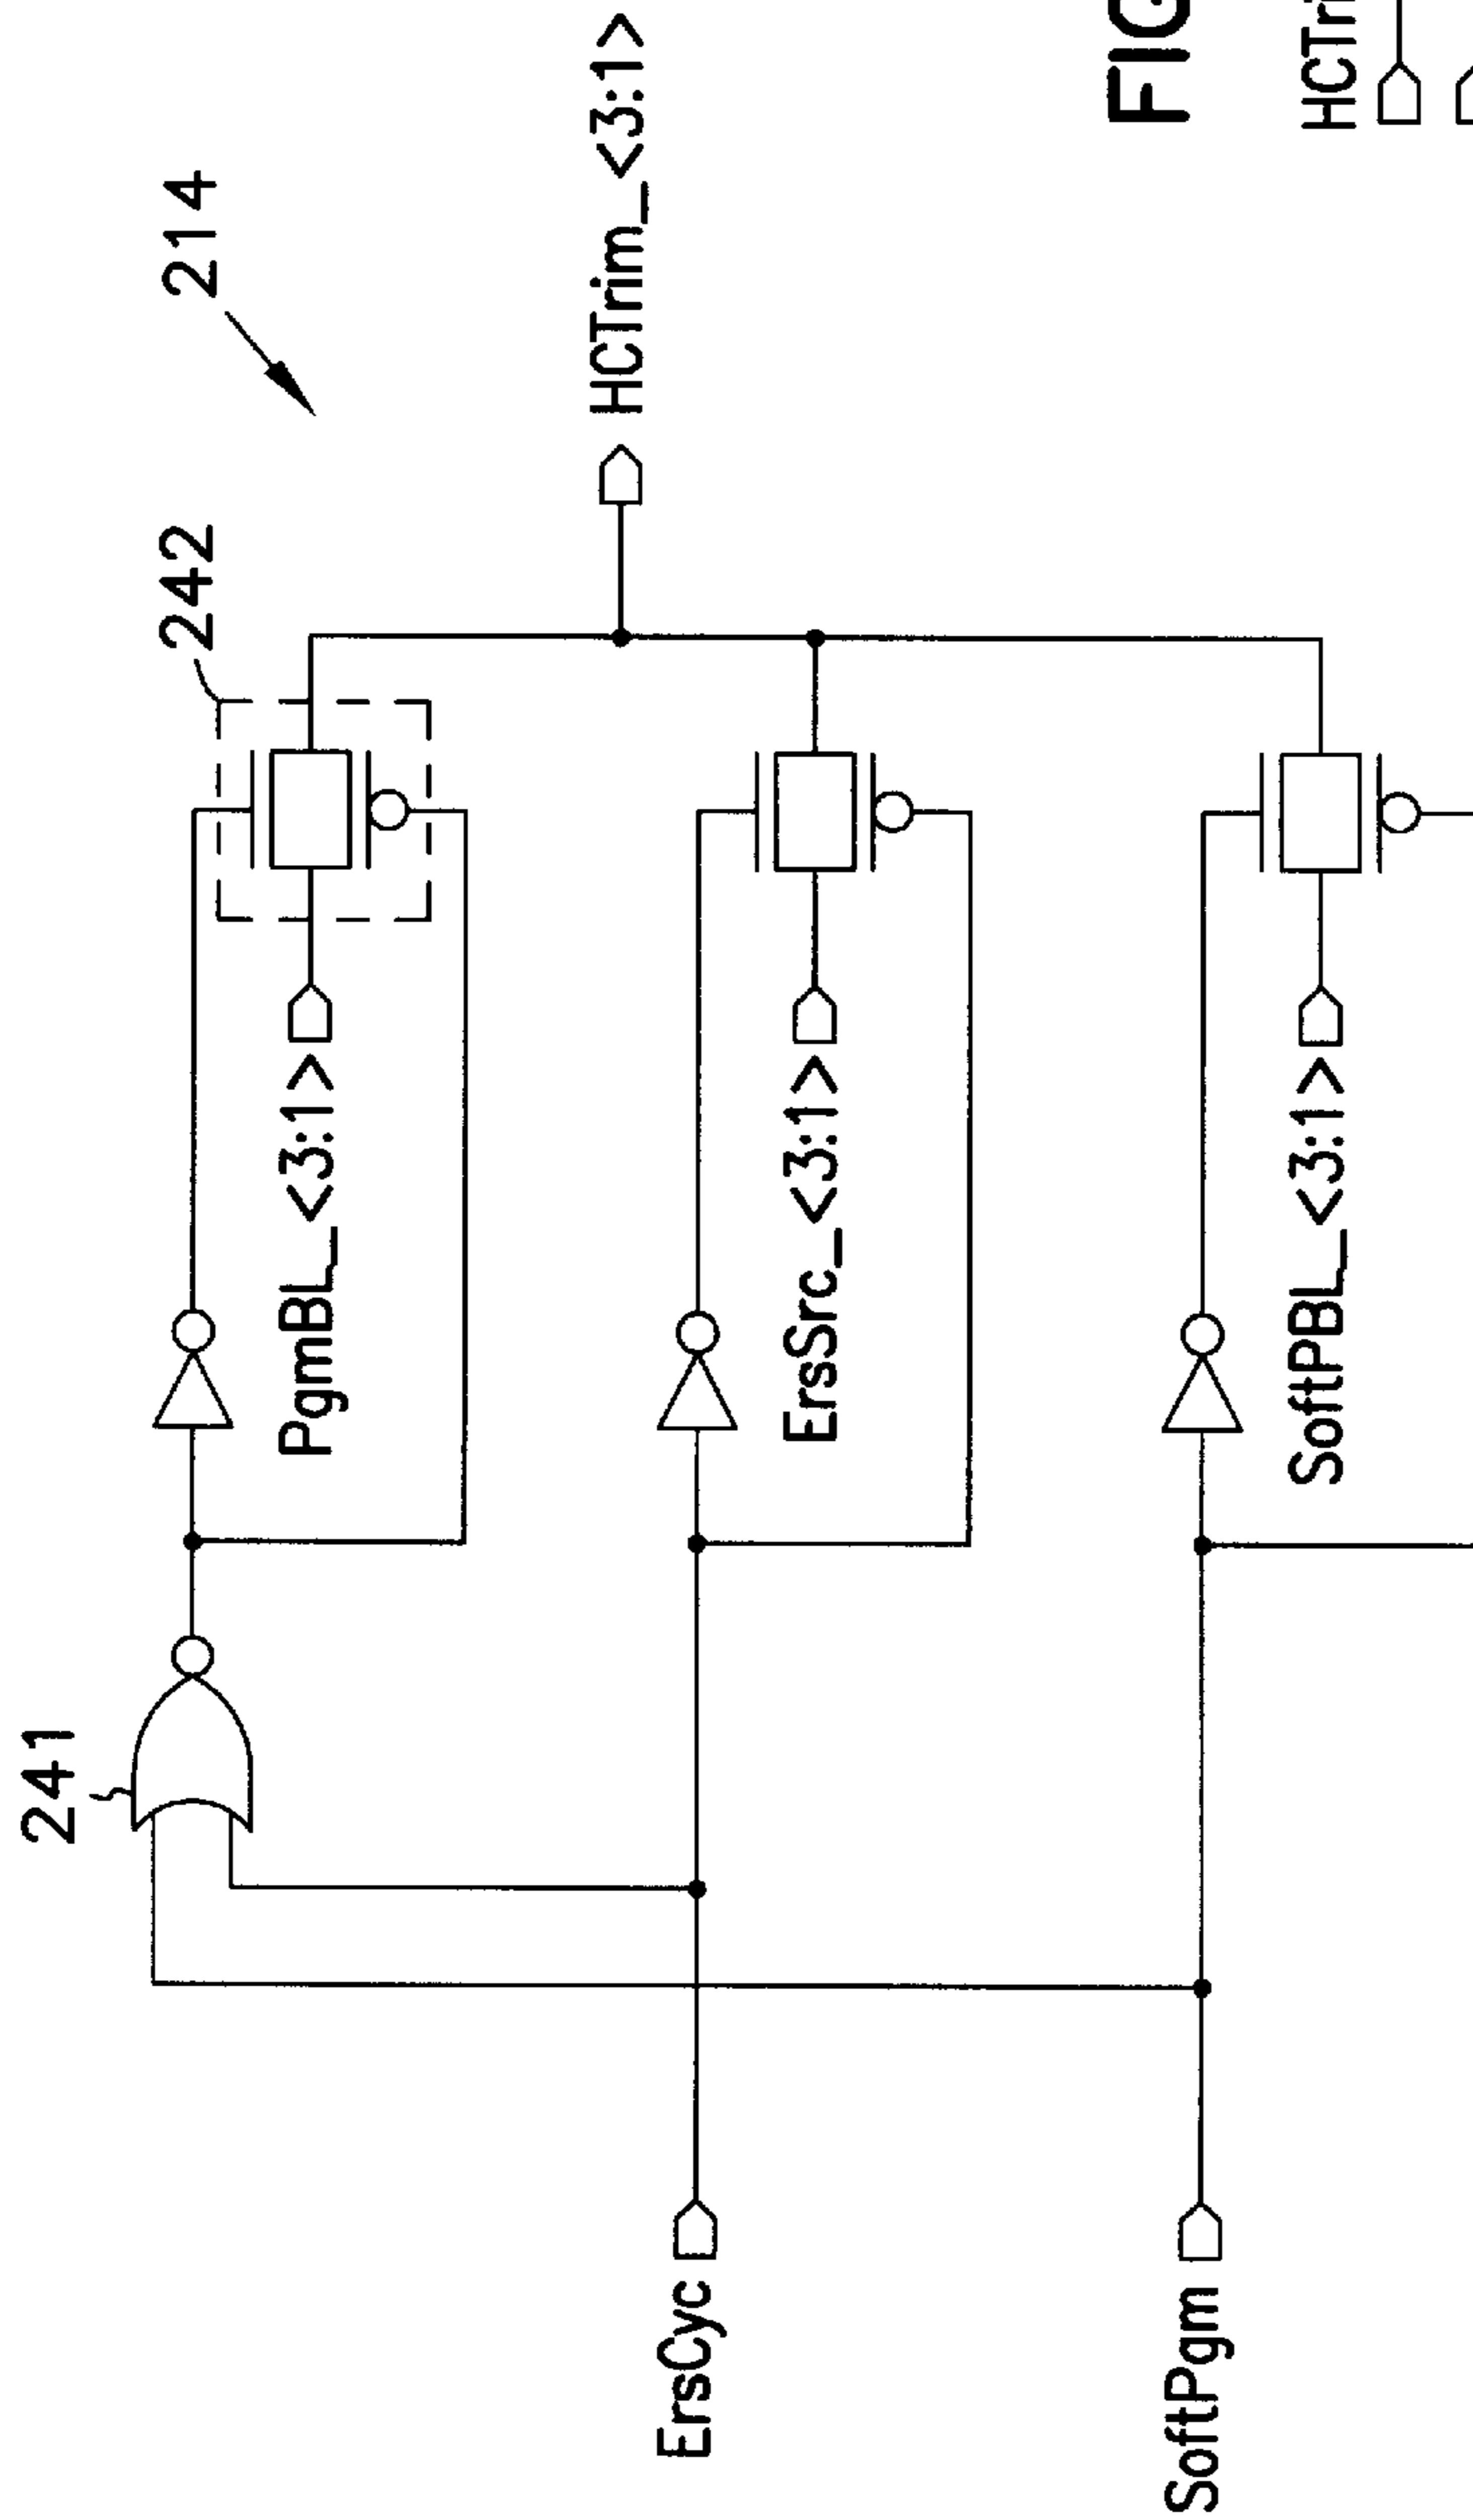 214
242
241
HCTrim_<3:1>
PgmBL_<3:1>
ErsSrc_<3:1>
SoftPBL_<3:1>
ErsCyc
SoftPgm
FIG
HCTri